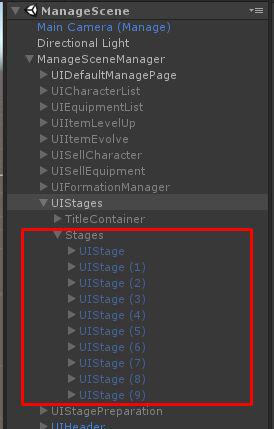 ManageScene
Main Camera (Manage)
Directional Light
ManageSceneManager
UIDefaultManagePage
UICharacterList
UIEquipmentList
UIItemLevelUp
UIItemEvolve
UISellCharacter
UISellEquipment
UIFormationManager
UIStages
TitleContainer
Stages
UIStage
UIStage (1)
UIStage (2)
UIStage (3)
UIStage (4)
UIStage (5)
UIStage (6)
UIStage (7)
UIStage (8)
UIStage (9)
UIStagePreparation
UIHeader